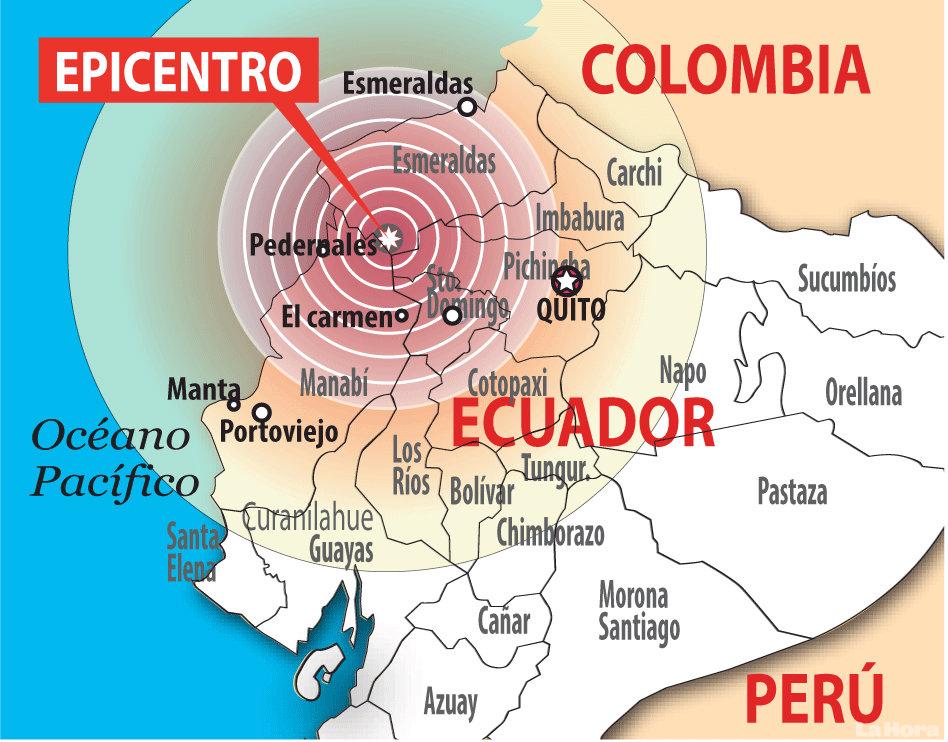 EPICENTRO
COLOMBIA
Esmeraldas
Esmeraldas
Carchi
Imbabura
Pedernales
Pichincha
Sucumbíos
Sto.
Domingo
QUITO
El carmen
Napo
Manabí
Cotopaxi
Orellana
Manta
ECUADOR
Portoviejo
Océano
Pacífico
Los
Ríos
Tungur.
Bolívar
Pastaza
Curanilahue
Chimborazo
Santa
Elena
Guayas
Morona
Santiago
Cañar
Azuay
PERÚ
La Hora